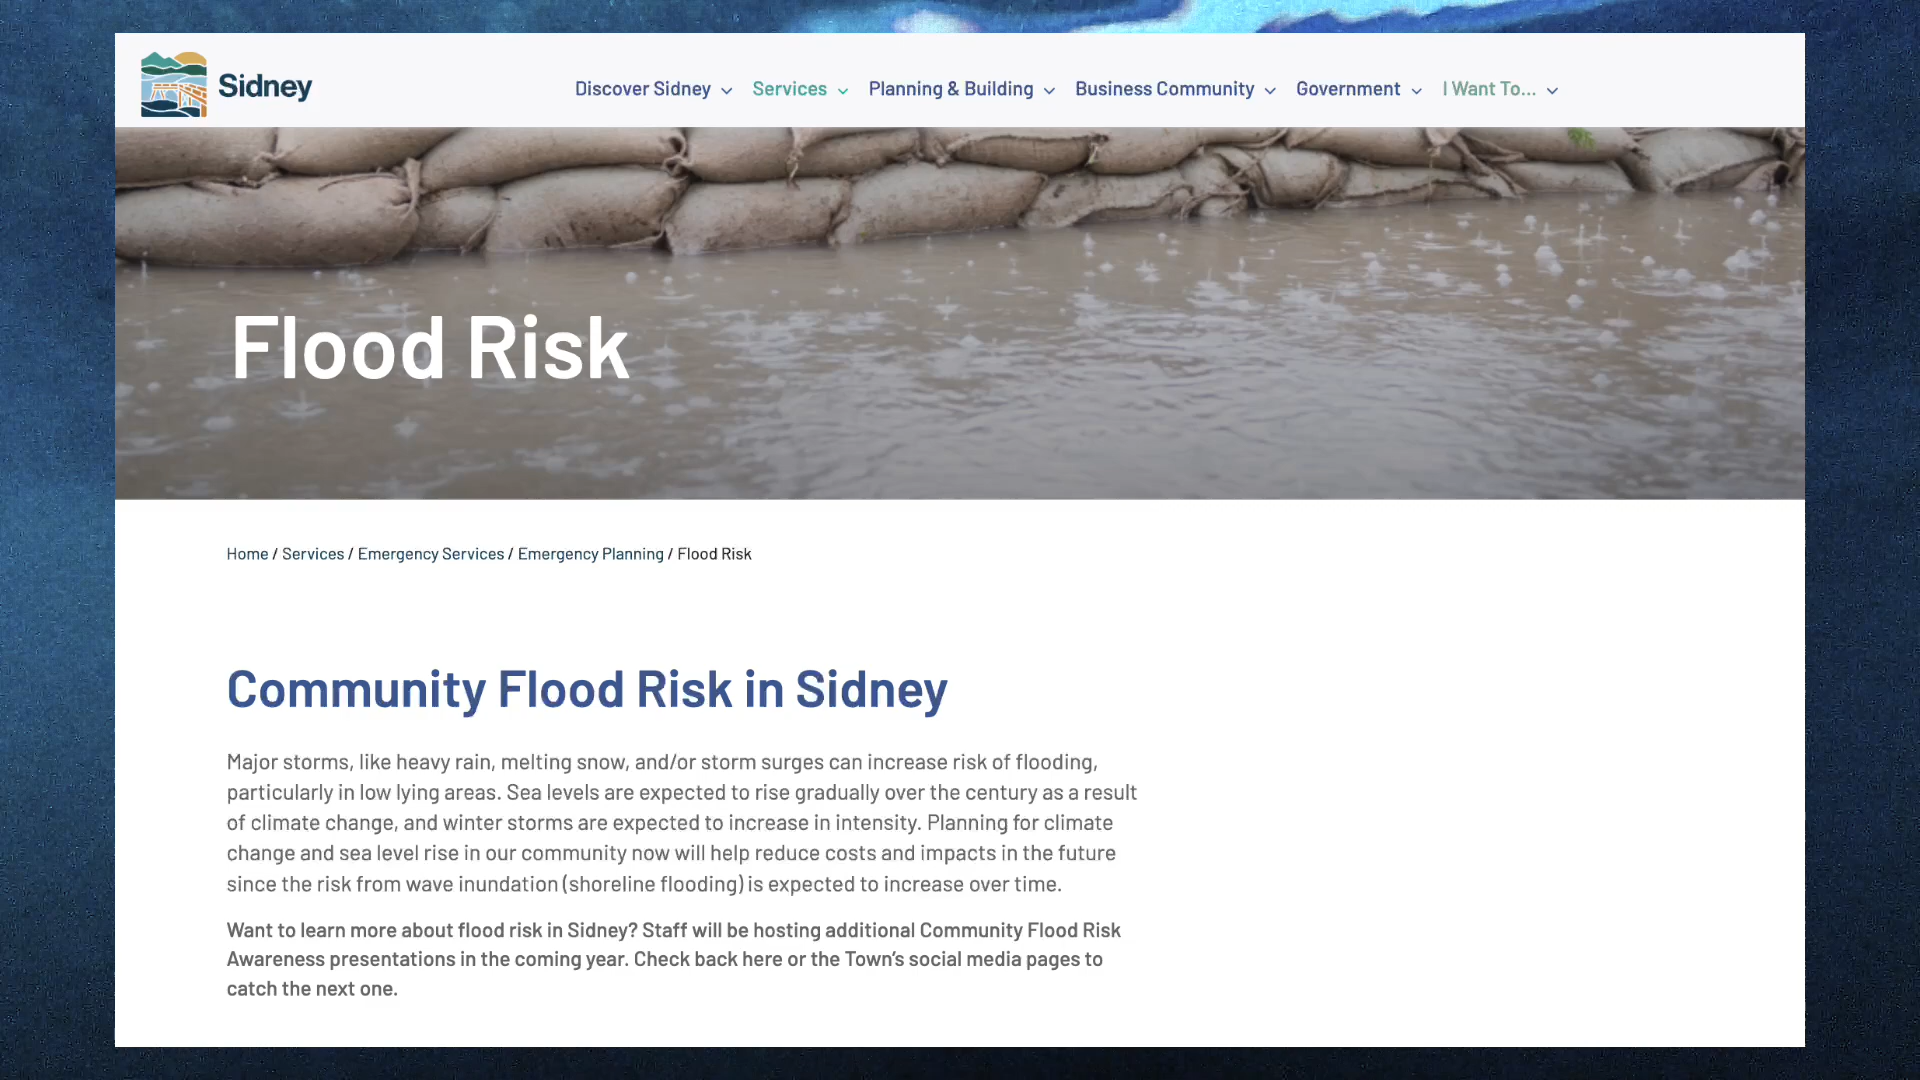 Sidney
Discover Sidney Services Planning & Building Business Community Government I Want To...
Flood Risk
Home / Services / Emergency Services / Emergency Planning / Flood Risk
Community Flood Risk in Sidney
Major storms, like heavy rain, melting snow, and/or storm surges can increase risk of flooding,
particularly in low lying areas. Sea levels are expected to rise gradually over the century as a result
of climate change, and winter storms are expected to increase in intensity. Planning for climate
change and sea level rise in our community now will help reduce costs and impacts in the future
since the risk from wave inundation (shoreline flooding) is expected to increase over time.
Want to learn more about flood risk in Sidney? Staff will be hosting additional Community Flood Risk
Awareness presentations in the coming year. Check back here or the Town’s social media pages to
catch the next one.